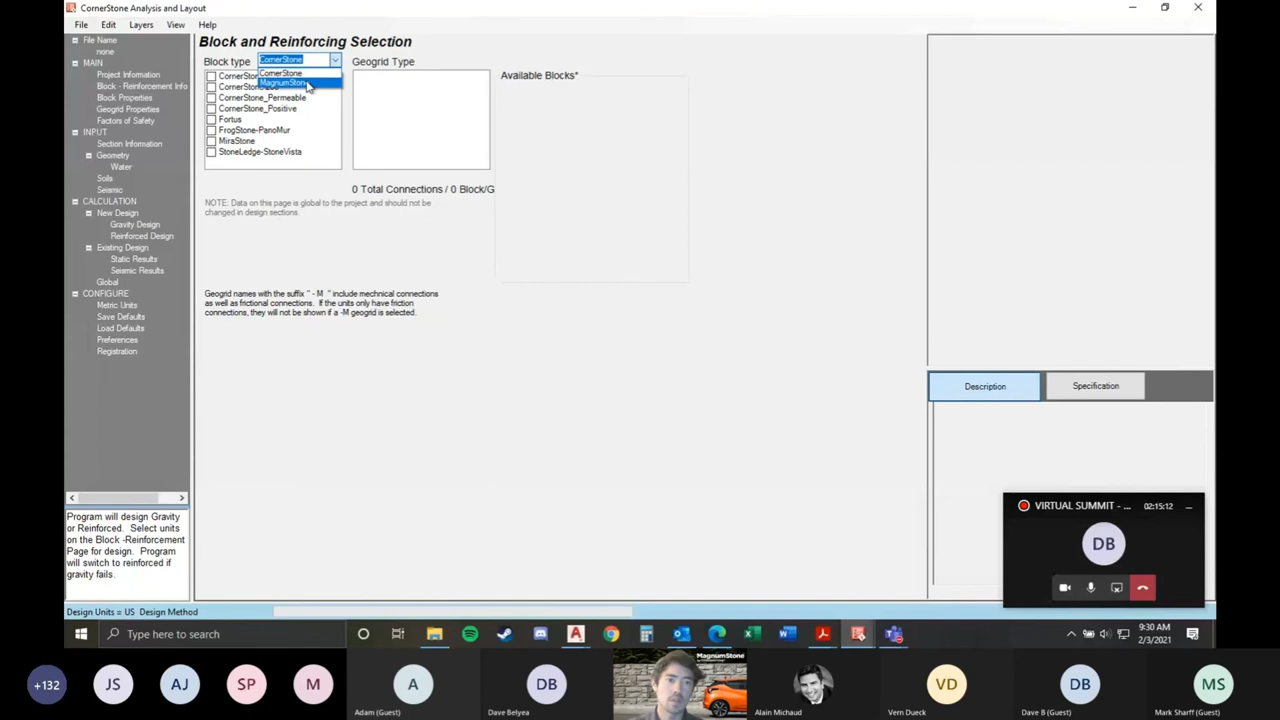 CornerStone Analysis and Layout
File Edit Layers View Help
File Name
none
MAIN
Project Information
Block - Reinforcement Info
Block Properties
Geogrid Properties
Factors of Safety
INPUT
Section Information
Geometry
Water
Soils
Seismic
CALCULATION
New Design
Gravity Design
Reinforced Design
Existing Design
Static Results
Seismic Results
Global
CONFIGURE
Metric Units
Save Defaults
Load Defaults
Preferences
Registration
Program will design Gravity
or Reinforced. Select units
on the Block -Reinforcement
Page for design. Program
will switch to reinforced if
gravity fails.
Block and Reinforcing Selection
Block type CornerStone Geogrid Type
CornerStone
MagnumStone
CornerStone_Permeable
CornerStone_Positive
Fortus
FrogStone-PanoMur
MiraStone
StoneLedge-StoneVista
Available Blocks*
0 Total Connections / 0 Block/G
NOTE: Data on this page is global to the project and should not be
changed in design sections.
Geogrid names with the suffix " - M " include mechnical connections
as well as frictional connections. If the units only have friction
connections, they will not be shown if a -M geogrid is selected.
Description Specification
VIRTUAL SUMMIT - ... 02:15:12
DB
Design Units = US Design Method
Type here to search
9:30 AM
2/3/2021
+132 JS AJ SP M
A
Adam (Guest)
DB
Dave Belyea
MagnumStone
Alain Michaud
VD
Vern Dueck
DB
Dave B (Guest)
MS
Mark Sharff (Guest)